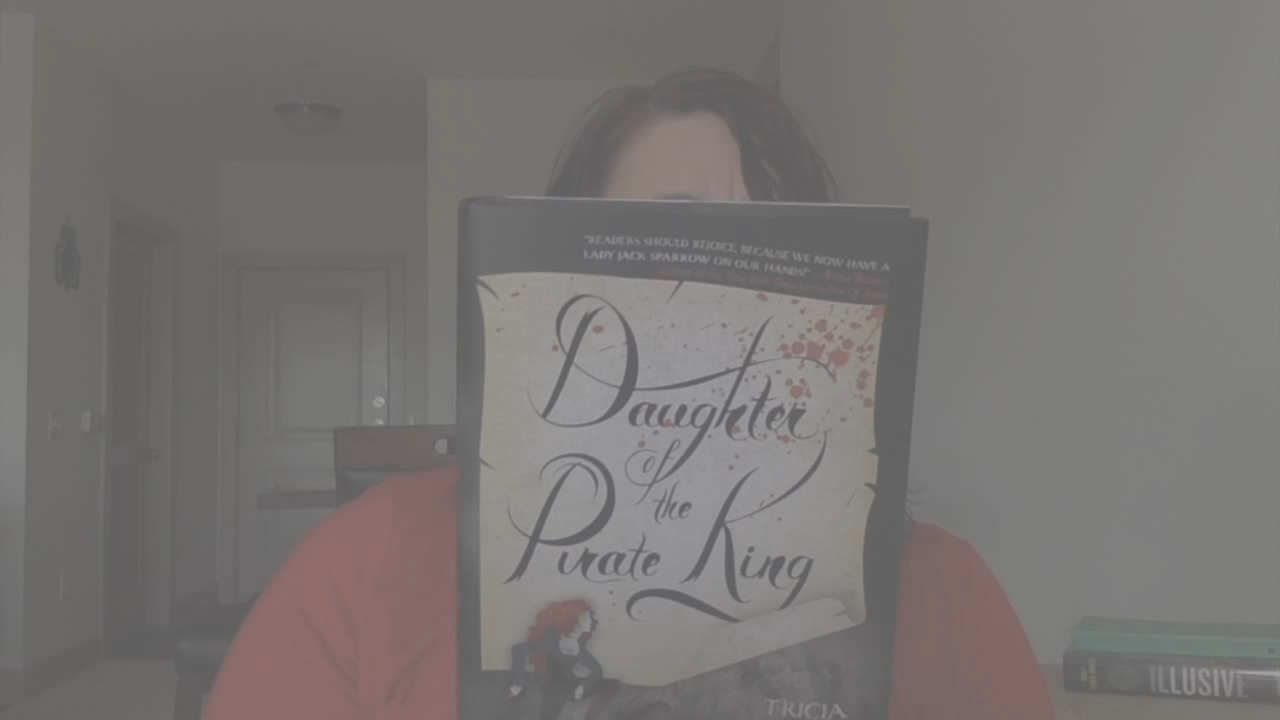 "READERS SHOULD REJOICE, BECAUSE WE NOW HAVE A
LADY JACK SPARROW ON OUR HANDS!"
Daughter
of
the
Pirate King
TRICIA
ILLUSIVE